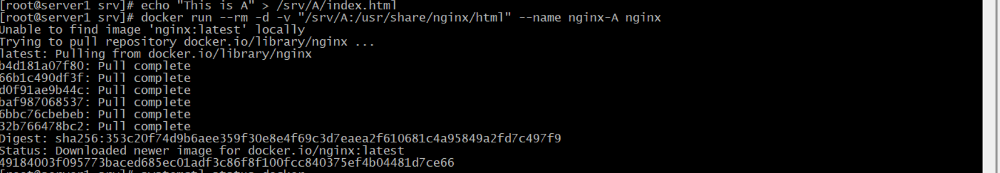 [root@server1 srv]# echo "This is A" > /srv/A/index.html
[root@server1 srv]# docker run --rm -d -v "/srv/A:/usr/share/nginx/html" --name nginx-A nginx
Unable to find image 'nginx:latest' locally
Trying to pull repository docker.io/library/nginx ...
latest: Pulling from docker.io/library/nginx
b4d181a07f80: Pull complete
66b1c490df3f: Pull complete
d0f91ae9b44c: Pull complete
baf987068537: Pull complete
6bbc76cbebeb: Pull complete
32b766478bc2: Pull complete
Digest: sha256:353c20f74d9b6aee359f30e8e4f69c3d7eaea2f610681c4a95849a2fd7c497f9
Status: Downloaded newer image for docker.io/nginx:latest
49184003f095773baced685ec01adf3c86f8f100fcc840375ef4b04481d7ce66
[root@server1 srv]# systemctl status docker